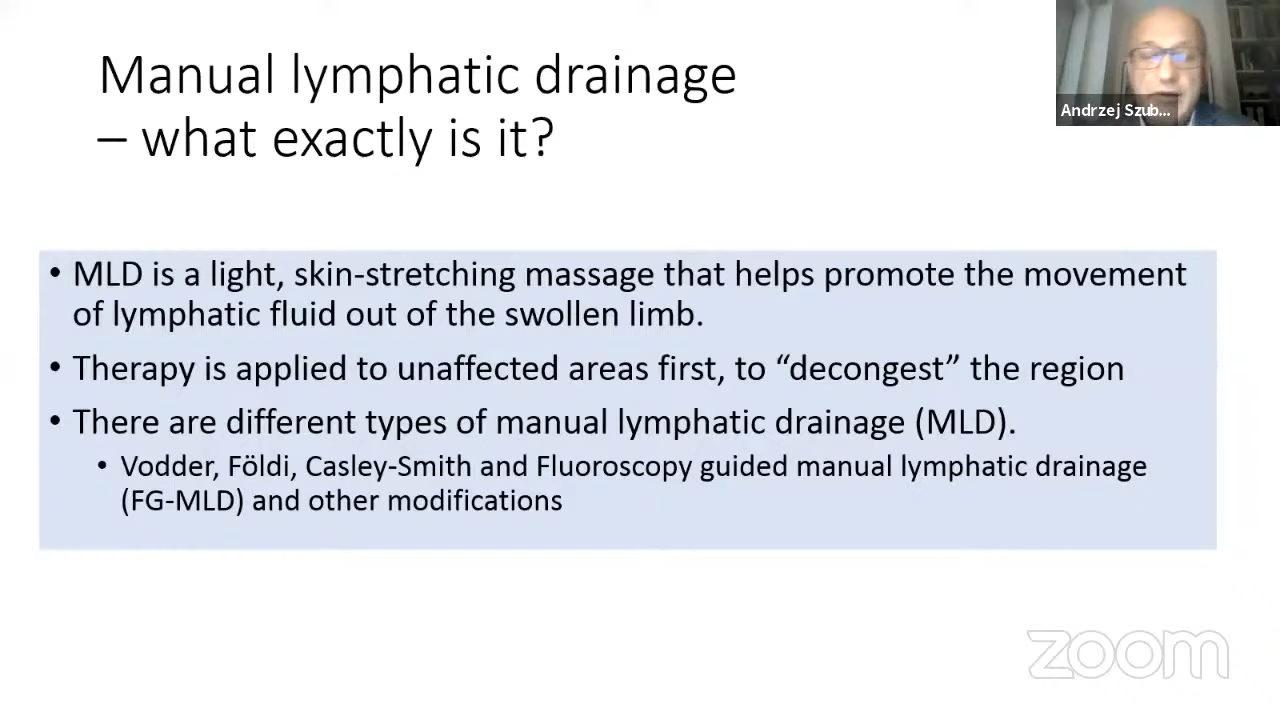 Manual lymphatic drainage
– what exactly is it?
Andrzej Szub...
• MLD is a light, skin-stretching massage that helps promote the movement
of lymphatic fluid out of the swollen limb.
• Therapy is applied to unaffected areas first, to “decongest” the region
• There are different types of manual lymphatic drainage (MLD).
• Vodder, Földi, Casley-Smith and Fluoroscopy guided manual lymphatic drainage
(FG-MLD) and other modifications
zoom